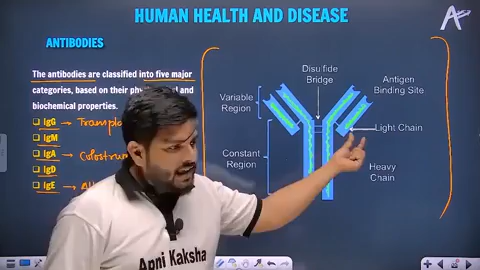 HUMAN HEALTH AND DISEASE
A+
ANTIBODIES
The antibodies are classified into five major
categories, based on their
and
biochemical properties.
IgG →
IgM
IgA → Colostrum
IgD
IgE →
Disulfide
Bridge
Antigen
Binding Site
Variable
Region
Light Chain
Constant
Region
Heavy
Chain
Apni Kaksha